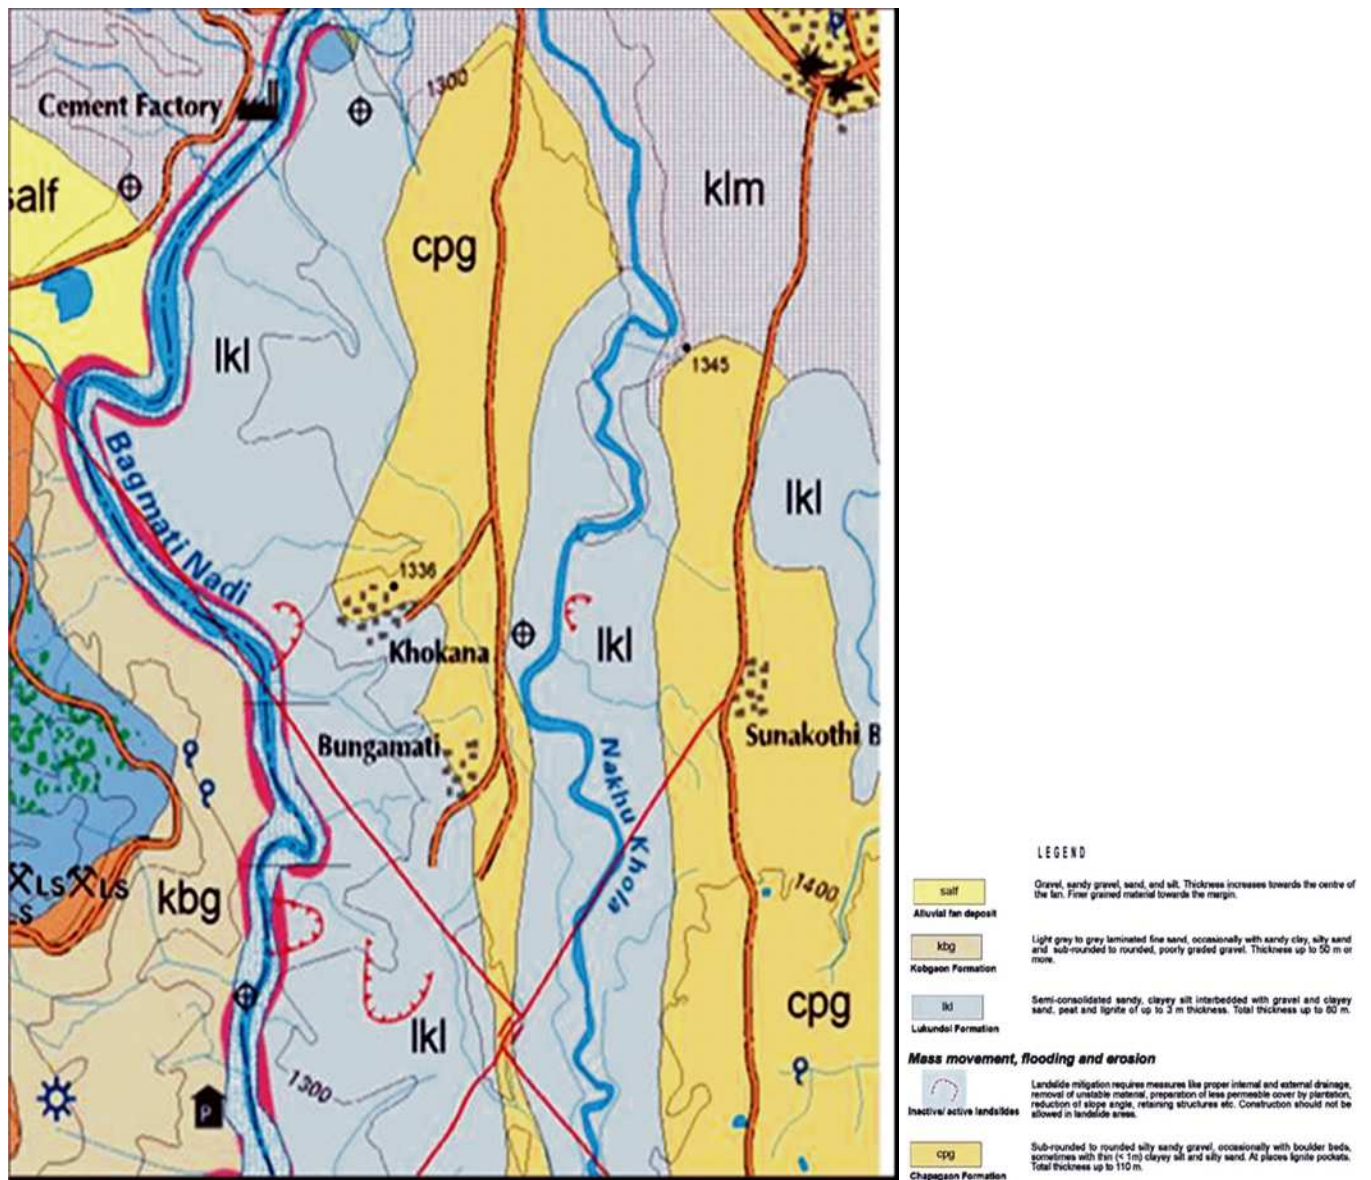 1300
Cement Factory
klm
salf
cpg
lkl
1345
Bagmati Nadi
lkl
1336
Khokana
lkl
Bungamati
Sunakothi B
Nakhu Khola
LS
LS
LS
kbg
1400
cpg
lkl
1300
P
LEGEND
salf
Gravel, sandy gravel, sand, and silt. Thickness increases towards the centre of
the fan. Finer grained material towards the margin.
Alluvial fan deposit
kbg
Light grey to grey laminated fine sand, occasionally with sandy clay, silty sand
and sub-rounded to rounded, poorly graded gravel. Thickness up to 50 m or
more.
Kobgaon Formation
lkl
Semi-consolidated sandy, clayey silt interbedded with gravel and clayey
sand, peat and lignite of up to 3 m thickness. Total thickness up to 80 m.
Lukundol Formation
Mass movement, flooding and erosion
Landslide mitigation requires measures like proper internal and external drainage,
removal of unstable material, preparation of less permeable cover by plantation,
reduction of slope angle, retaining structures etc. Construction should not be
allowed in landslide areas.
Inactive/ active landslides
cpg
Sub-rounded to rounded silty sandy gravel, occasionally with boulder beds,
sometimes with thin (< 1m) clayey silt and silty sand. At places lignite pockets.
Total thickness up to 110 m.
Chapagaon Formation